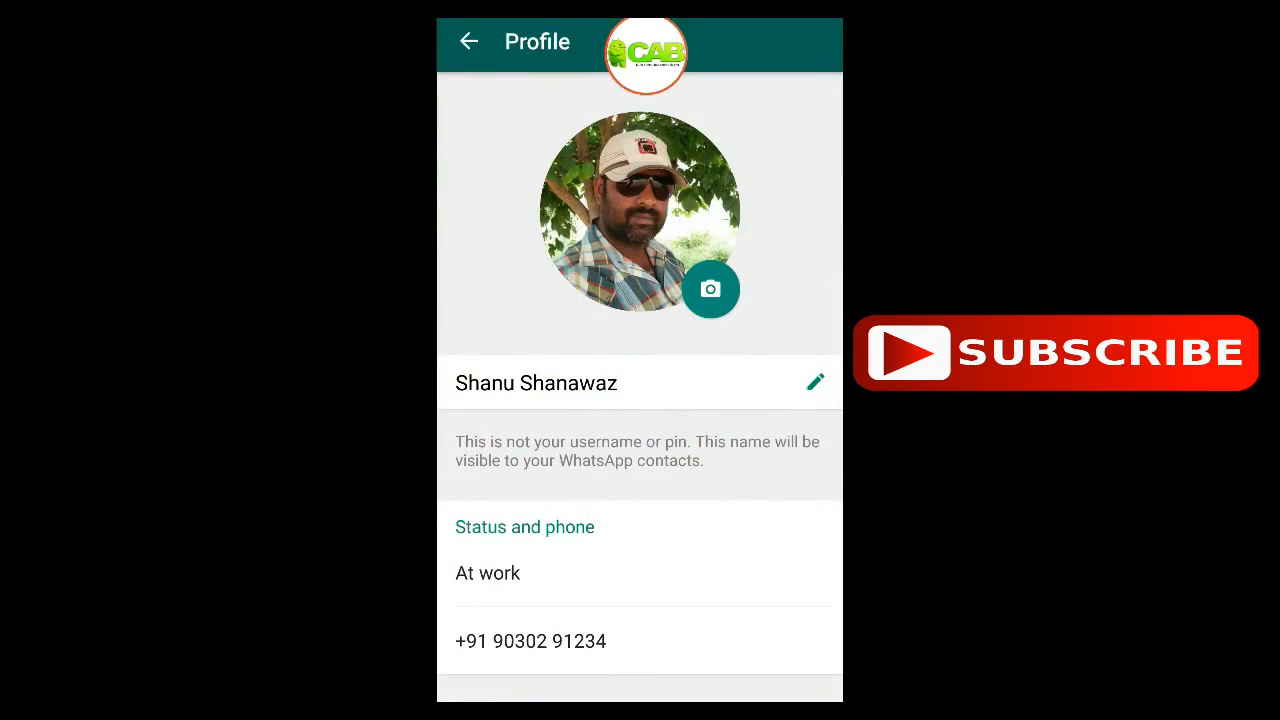 Profile
CAB
Shanu Shanawaz
This is not your username or pin. This name will be
visible to your WhatsApp contacts.
SUBSCRIBE
Status and phone
At work
+91 90302 91234